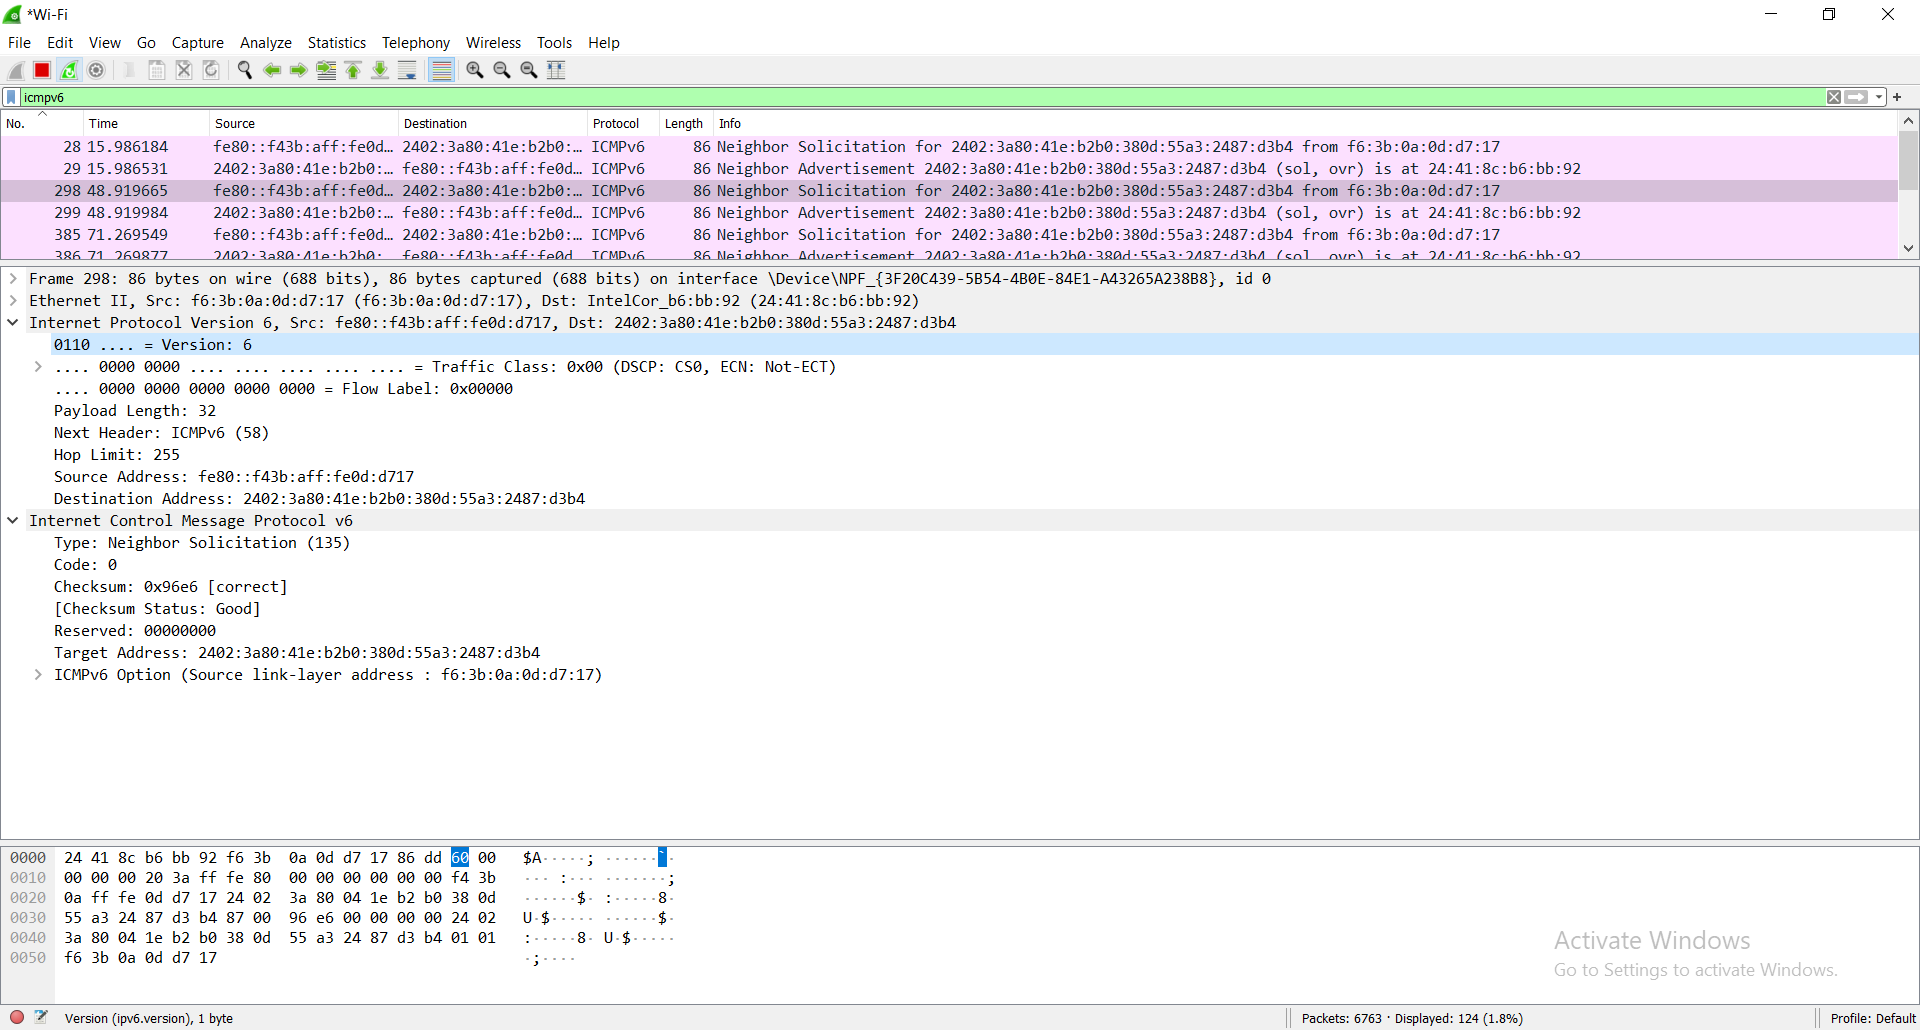 *Wi-Fi
File Edit View Go Capture Analyze Statistics Telephony Wireless Tools Help
icmpv6
No. Time Source Destination Protocol Length Info
28 15.986184 fe80::f43b:aff:fe0d… 2402:3a80:41e:b2b0:… ICMPv6 86 Neighbor Solicitation for 2402:3a80:41e:b2b0:380d:55a3:2487:d3b4 from f6:3b:0a:0d:d7:17
29 15.986531 2402:3a80:41e:b2b0:… fe80::f43b:aff:fe0d… ICMPv6 86 Neighbor Advertisement 2402:3a80:41e:b2b0:380d:55a3:2487:d3b4 (sol, ovr) is at 24:41:8c:b6:bb:92
298 48.919665 fe80::f43b:aff:fe0d… 2402:3a80:41e:b2b0:… ICMPv6 86 Neighbor Solicitation for 2402:3a80:41e:b2b0:380d:55a3:2487:d3b4 from f6:3b:0a:0d:d7:17
299 48.919984 2402:3a80:41e:b2b0:… fe80::f43b:aff:fe0d… ICMPv6 86 Neighbor Advertisement 2402:3a80:41e:b2b0:380d:55a3:2487:d3b4 (sol, ovr) is at 24:41:8c:b6:bb:92
385 71.269549 fe80::f43b:aff:fe0d… 2402:3a80:41e:b2b0:… ICMPv6 86 Neighbor Solicitation for 2402:3a80:41e:b2b0:380d:55a3:2487:d3b4 from f6:3b:0a:0d:d7:17
386 71.269877 2402:3a80:41e:b2b0:… fe80::f43b:aff:fe0d… ICMPv6 86 Neighbor Advertisement 2402:3a80:41e:b2b0:380d:55a3:2487:d3b4 (sol, ovr) is at 24:41:8c:b6:bb:92
Frame 298: 86 bytes on wire (688 bits), 86 bytes captured (688 bits) on interface \Device\NPF_{3F20C439-5B54-4B0E-84E1-A43265A238B8}, id 0
Ethernet II, Src: f6:3b:0a:0d:d7:17 (f6:3b:0a:0d:d7:17), Dst: IntelCor_b6:bb:92 (24:41:8c:b6:bb:92)
Internet Protocol Version 6, Src: fe80::f43b:aff:fe0d:d717, Dst: 2402:3a80:41e:b2b0:380d:55a3:2487:d3b4
0110 .... = Version: 6
.... 0000 0000 .... .... .... .... .... = Traffic Class: 0x00 (DSCP: CS0, ECN: Not-ECT)
.... 0000 0000 0000 0000 0000 = Flow Label: 0x00000
Payload Length: 32
Next Header: ICMPv6 (58)
Hop Limit: 255
Source Address: fe80::f43b:aff:fe0d:d717
Destination Address: 2402:3a80:41e:b2b0:380d:55a3:2487:d3b4
Internet Control Message Protocol v6
Type: Neighbor Solicitation (135)
Code: 0
Checksum: 0x96e6 [correct]
[Checksum Status: Good]
Reserved: 00000000
Target Address: 2402:3a80:41e:b2b0:380d:55a3:2487:d3b4
ICMPv6 Option (Source link-layer address : f6:3b:0a:0d:d7:17)
0000 24 41 8c b6 bb 92 f6 3b 0a 0d d7 17 86 dd 60 00 $A·····; ······`·
0010 00 00 00 20 3a ff fe 80 00 00 00 00 00 00 f4 3b ··· :··· ·······;
0020 0a ff fe 0d d7 17 24 02 3a 80 04 1e b2 b0 38 0d ······$· :·····8·
0030 55 a3 24 87 d3 b4 87 00 96 e6 00 00 00 00 24 02 U·$····· ······$·
0040 3a 80 04 1e b2 b0 38 0d 55 a3 24 87 d3 b4 01 01 :·····8· U·$·····
0050 f6 3b 0a 0d d7 17 ·;····
Activate Windows
Go to Settings to activate Windows.
Version (ipv6.version), 1 byte Packets: 6763 · Displayed: 124 (1.8%) Profile: Default